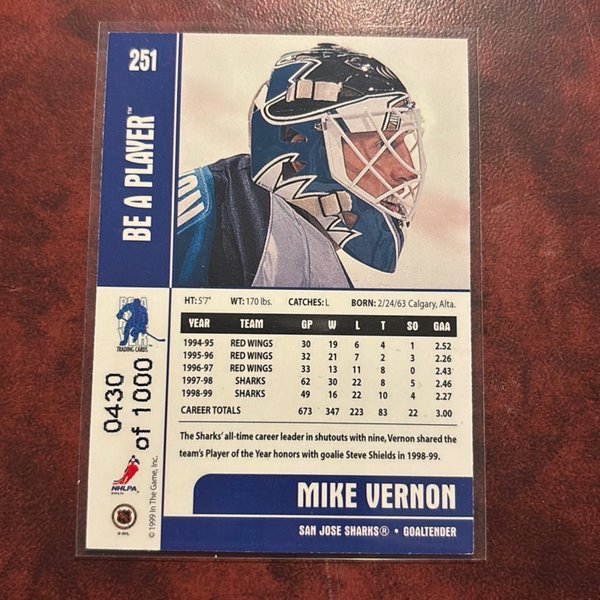 251
BE A PLAYER™
HT: 5'7" WT: 170 lbs. CATCHES: L BORN: 2/24/63 Calgary, Alta.
YEAR TEAM GP W L T SO GAA
1994-95 RED WINGS 30 19 6 4 1 2.52
1995-96 RED WINGS 32 21 7 2 3 2.26
1996-97 RED WINGS 33 13 11 8 0 2.43
1997-98 SHARKS 62 30 22 8 5 2.46
1998-99 SHARKS 49 16 22 10 4 2.27
CAREER TOTALS 673 347 223 83 22 3.00
The Sharks' all-time career leader in shutouts with nine, Vernon shared the
team's Player of the Year honors with goalie Steve Shields in 1998-99.
MIKE VERNON
SAN JOSE SHARKS® • GOALTENDER
TRADING CARDS
0430
of 1000
NHLPA
© NHL
© 1999 In The Game, Inc.